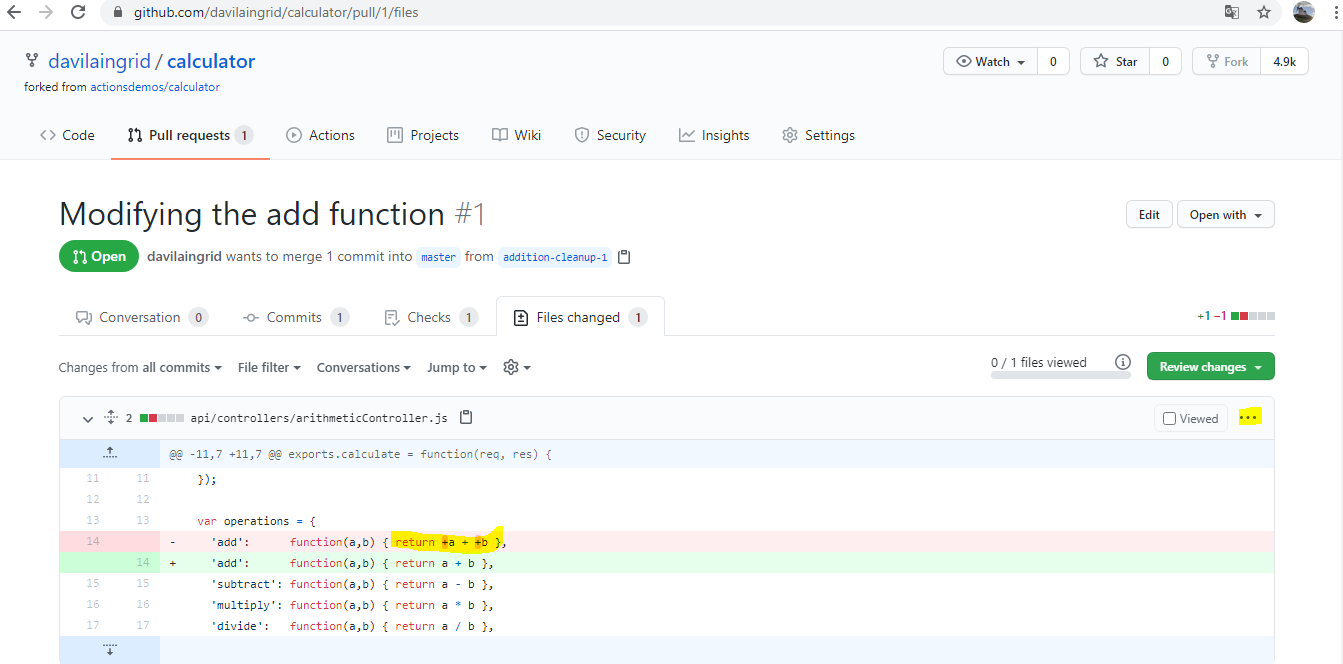 github.com/davilaingrid/calculator/pull/1/files
davilaingrid / calculator
Watch 0 Star 0 Fork 4.9k
forked from actionsdemos/calculator
Code Pull requests 1 Actions Projects Wiki Security Insights Settings
Modifying the add function #1
Edit Open with
Open davilaingrid wants to merge 1 commit into master from addition-cleanup-1
Conversation 0 Commits 1 Checks 1 Files changed 1
+1 −1
Changes from all commits File filter Conversations Jump to
0 / 1 files viewed
Review changes
2 api/controllers/arithmeticController.js
Viewed ...
@@ -11,7 +11,7 @@ exports.calculate = function(req, res) {
11 11 });
12 12
13 13 var operations = {
14 - 'add': function(a,b) { return +a + +b },
14 + 'add': function(a,b) { return a + b },
15 15 'subtract': function(a,b) { return a - b },
16 16 'multiply': function(a,b) { return a * b },
17 17 'divide': function(a,b) { return a / b },